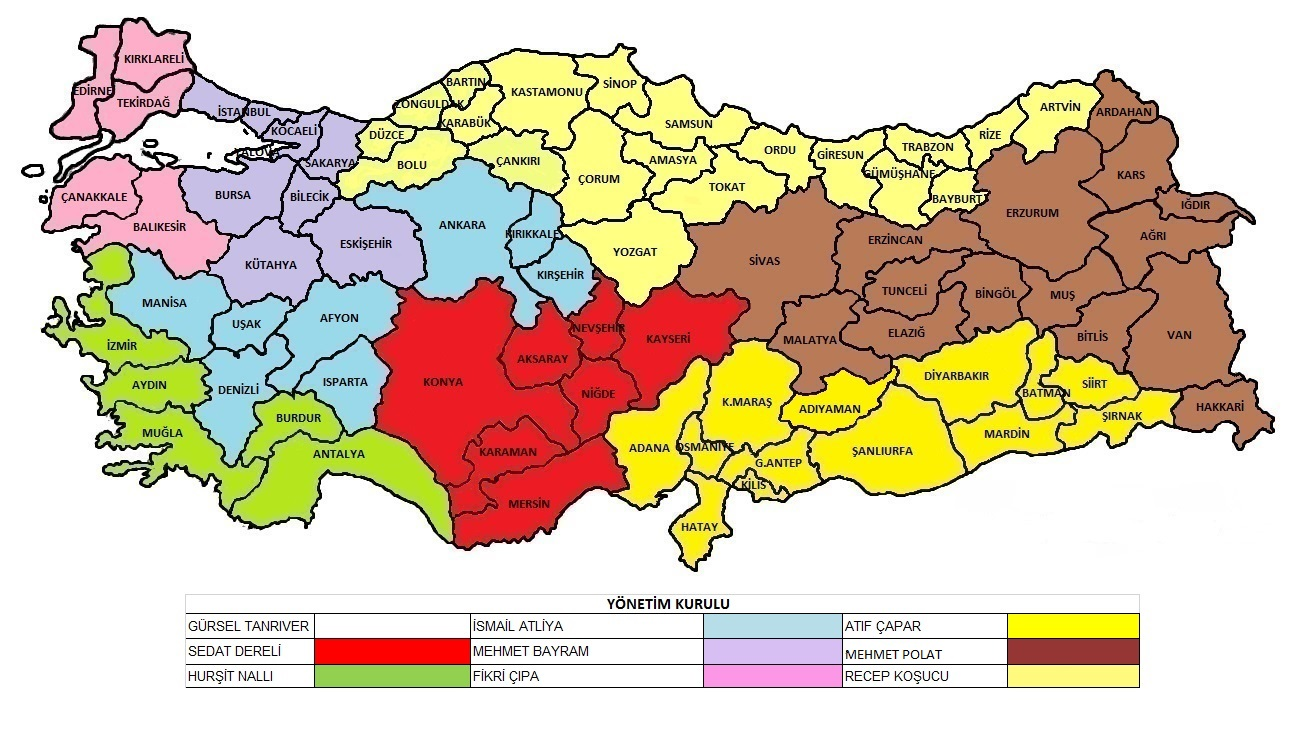 KIRKLARELİ
EDİRNE
TEKİRDAĞ
İSTANBUL
KOCAELİ
YALOVA
SAKARYA
DÜZCE
ZONGULDAK
BARTIN
KARABÜK
BOLU
KASTAMONU
ÇANKIRI
SİNOP
SAMSUN
ÇORUM
AMASYA
TOKAT
ORDU
GİRESUN
GÜMÜŞHANE
TRABZON
BAYBURT
RİZE
ARTVİN
ARDAHAN
KARS
IĞDIR
AĞRI
ERZURUM
ERZİNCAN
ÇANAKKALE
BALIKESİR
BURSA
BİLECİK
ESKİŞEHİR
KÜTAHYA
ANKARA
KIRIKKALE
KIRŞEHİR
YOZGAT
SİVAS
TUNCELİ
BİNGÖL
MUŞ
BİTLİS
VAN
ELAZIĞ
MALATYA
HAKKARİ
MANİSA
UŞAK
AFYON
İZMİR
AYDIN
DENİZLİ
ISPARTA
BURDUR
MUĞLA
ANTALYA
KONYA
AKSARAY
NEVŞEHİR
KAYSERİ
NİĞDE
KARAMAN
MERSİN
ADANA
OSMANİYE
K.MARAŞ
ADIYAMAN
G.ANTEP
KİLİS
HATAY
ŞANLIURFA
DİYARBAKIR
BATMAN
SİİRT
MARDİN
ŞIRNAK
YÖNETİM KURULU
GÜRSEL TANRIVER İSMAİL ATLİYA ATIF ÇAPAR
SEDAT DERELİ MEHMET BAYRAM MEHMET POLAT
HURŞİT NALLI FİKRİ ÇIPA RECEP KOŞUCU